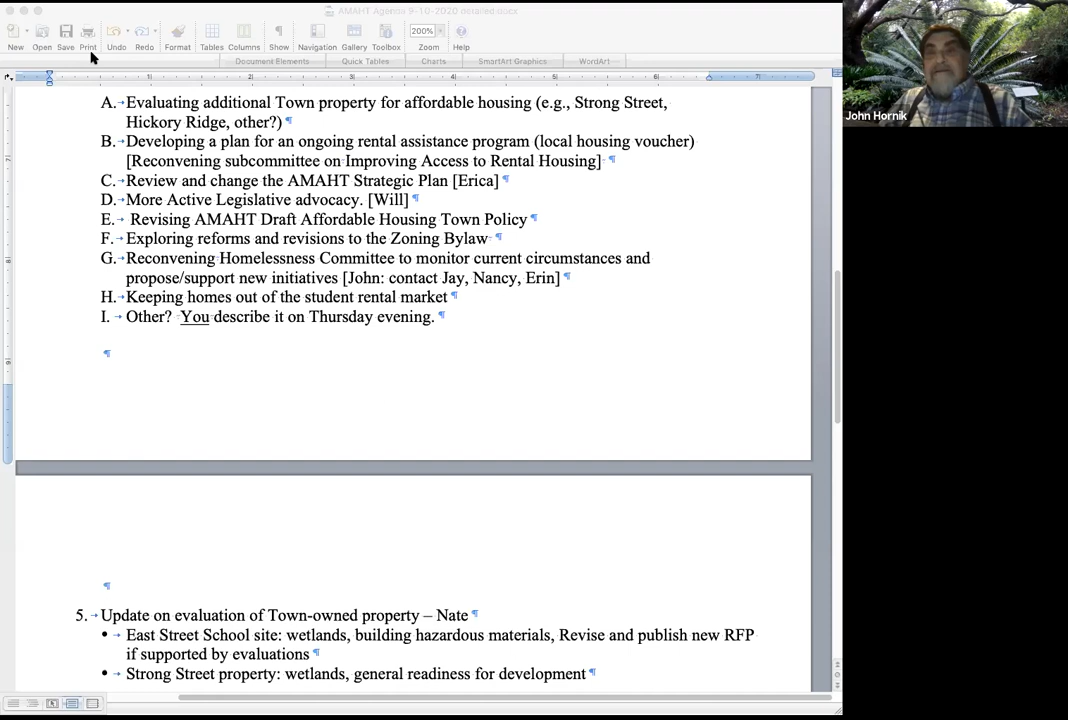 AMAHT Agenda 9-10-2020 detailed.docx
New Open Save Print Undo Redo Format Tables Columns Show Navigation Gallery Toolbox Zoom Help
200%
Document Elements Quick Tables Charts SmartArt Graphics WordArt
A. Evaluating additional Town property for affordable housing (e.g., Strong Street,
Hickory Ridge, other?)
B. Developing a plan for an ongoing rental assistance program (local housing voucher)
[Reconvening subcommittee on Improving Access to Rental Housing]
C. Review and change the AMAHT Strategic Plan [Erica]
D. More Active Legislative advocacy. [Will]
E. Revising AMAHT Draft Affordable Housing Town Policy
F. Exploring reforms and revisions to the Zoning Bylaw
G. Reconvening Homelessness Committee to monitor current circumstances and
propose/support new initiatives [John: contact Jay, Nancy, Erin]
H. Keeping homes out of the student rental market
I. Other? You describe it on Thursday evening.
5. Update on evaluation of Town-owned property – Nate
• East Street School site: wetlands, building hazardous materials, Revise and publish new RFP
if supported by evaluations
• Strong Street property: wetlands, general readiness for development
John Hornik